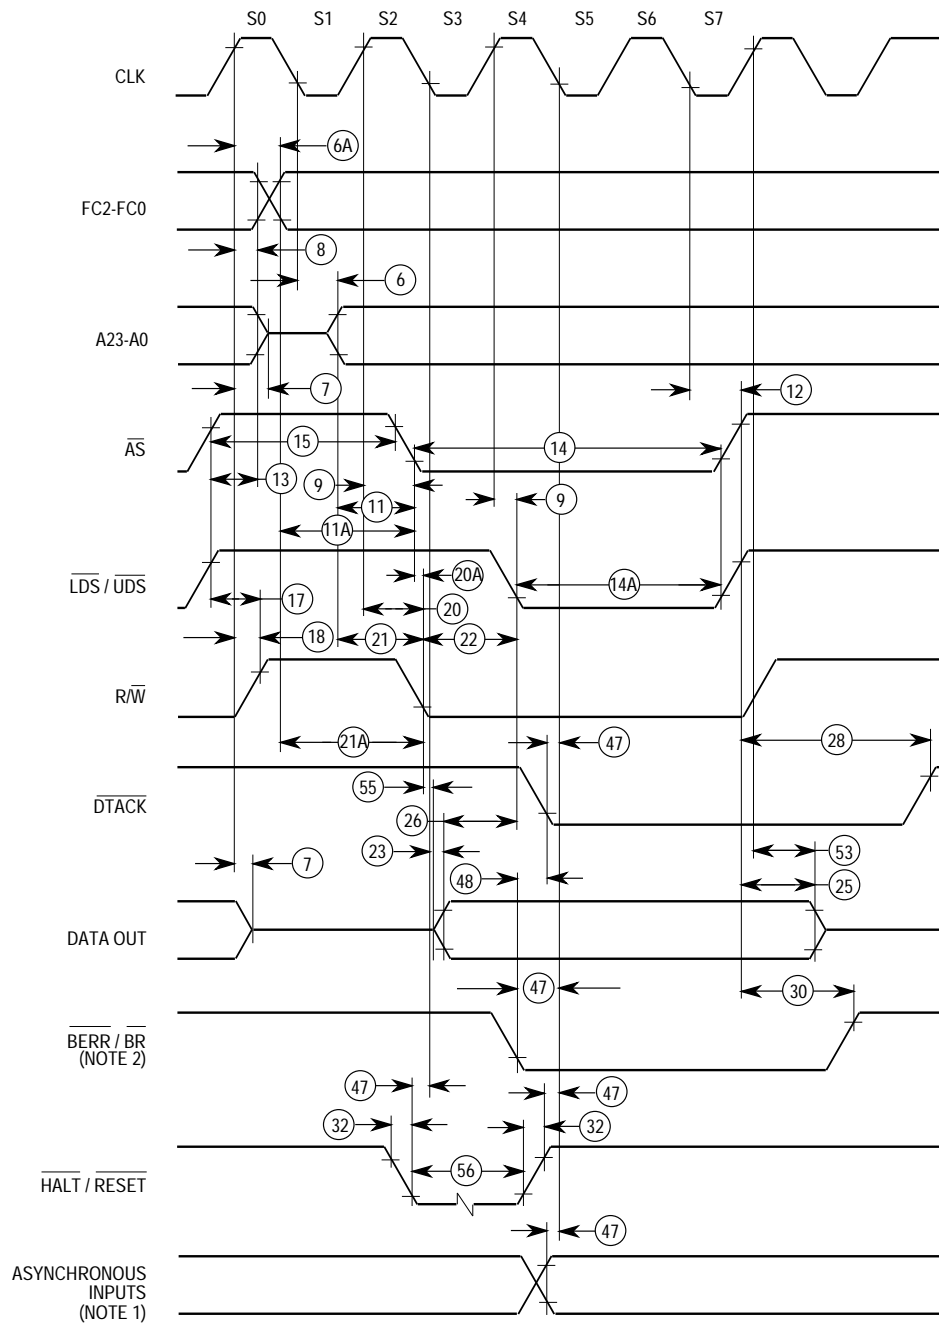 S0 S1 S2 S3 S4 S5 S6 S7
CLK
6A
FC2-FC0
8
6
A23-A0
7 12
AS 15 14
13 9 11 9
11A
LDS / UDS 20A 14A
17 20
18 21 22
R/W
21A 47 28
DTACK 55
26
23 53
7 48 25
DATA OUT
47 30
BERR / BR
(NOTE 2)
47 47
32 32
HALT / RESET 56
47
ASYNCHRONOUS
INPUTS
(NOTE 1)